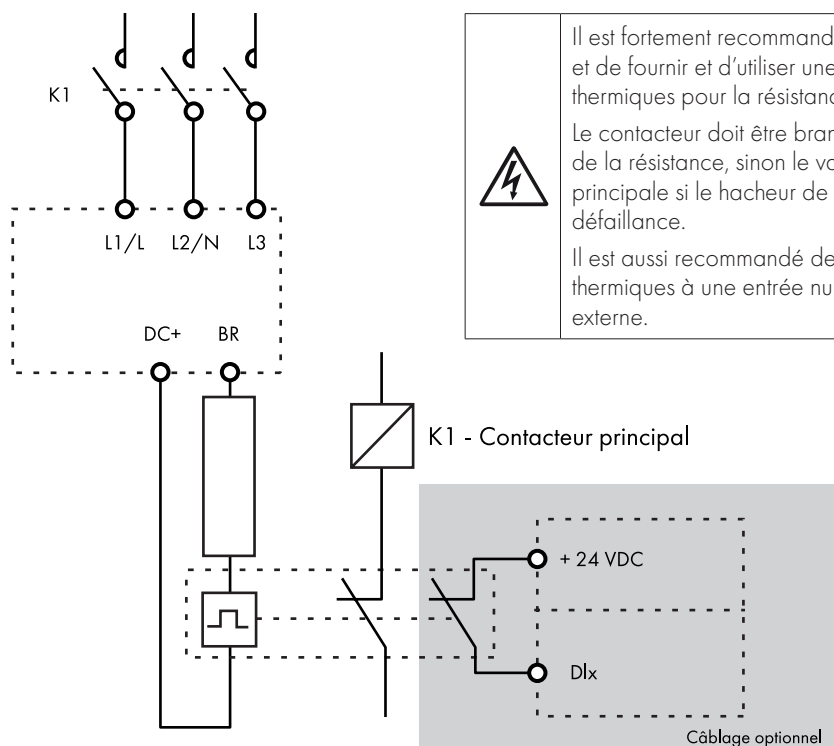 K1
L1/L L2/N L3
DC+ BR
Il est fortement recommand
et de fournir et d'utiliser une
thermiques pour la résistanc
Le contacteur doit être bran
de la résistance, sinon le va
principale si le hacheur de
défaillance.
Il est aussi recommandé de
thermiques à une entrée nu
externe.
K1 - Contacteur principal
+ 24 VDC
DIx
Câblage optionnel